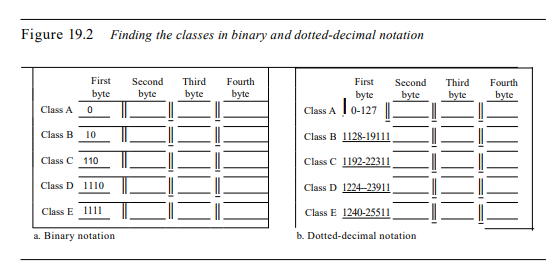 Figure 19.2 Finding the classes in binary and dotted-decimal notation
First Second Third Fourth
byte byte byte byte
Class A 0
Class B 10
Class C 110
Class D 1110
Class E 1111
a. Binary notation
First Second Third Fourth
byte byte byte byte
Class A 0-127
Class B 1128-19111
Class C 1192-22311
Class D 1224-23911
Class E 1240-25511
b. Dotted-decimal notation